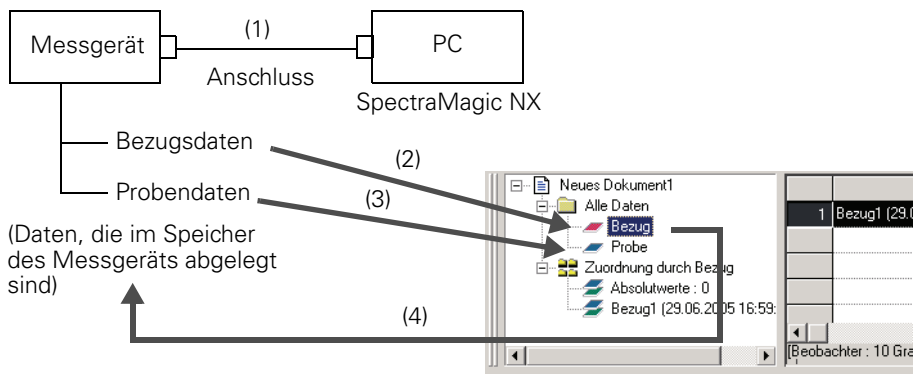 (1)
Messgerät
PC
Anschluss
SpectraMagic NX
Bezugsdaten
(2)
Probendaten
(3)
(Daten, die im Speicher
des Messgeräts abgelegt
sind)
(4)
Neues Dokument1
Alle Daten
Bezug
Probe
Zuordnung durch Bezug
Absolutwerte : 0
Bezug1 (29.06.2005 16:59:
1 Bezug1 (29.0
[Beobachter : 10 Gra